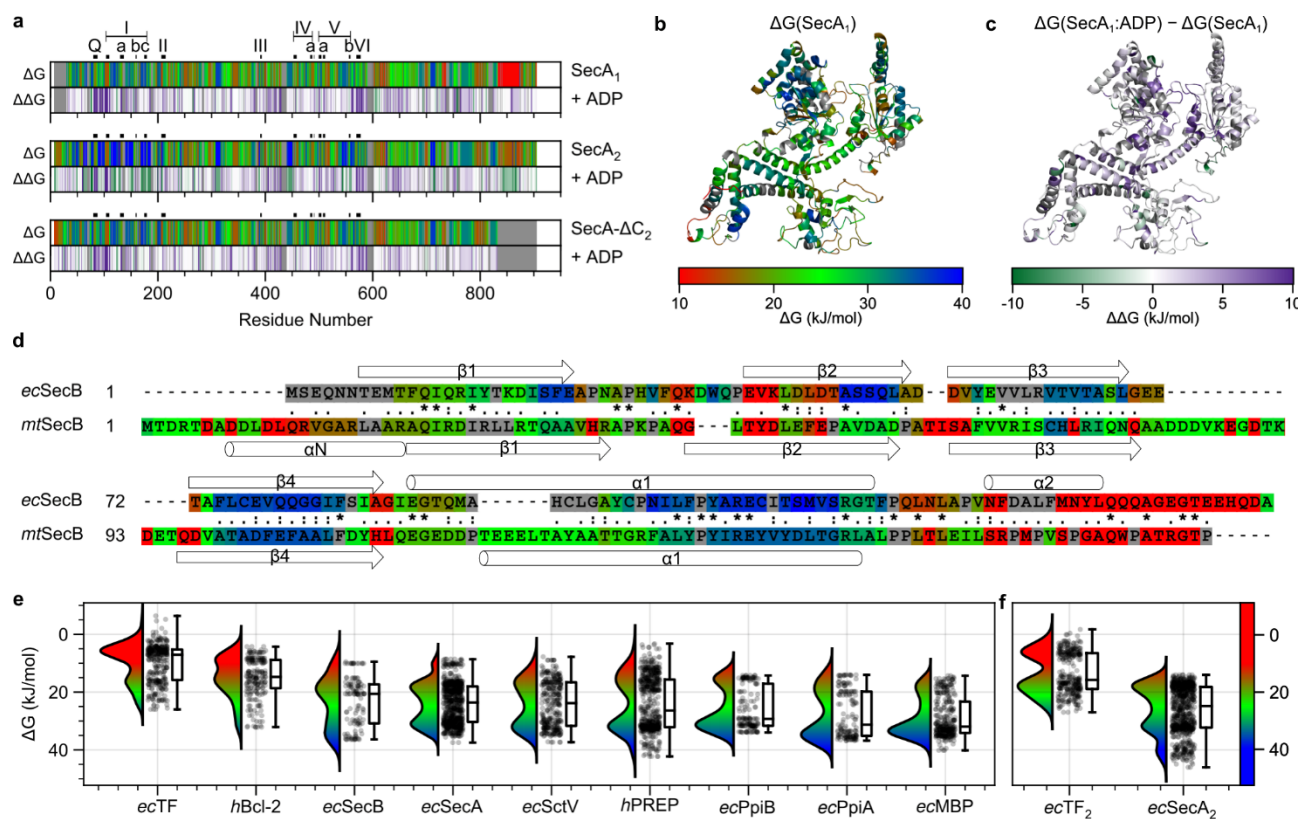 a
I
IV
V
Q
a
bc
II
III
a
a
b
VI
ΔG
SecA1
ΔΔG
+ ADP
ΔG
SecA2
ΔΔG
+ ADP
ΔG
SecA-ΔC2
ΔΔG
+ ADP
0 200 400 600 800
Residue Number
b
ΔG(SecA1)
10 20 30 40
ΔG (kJ/mol)
c
ΔG(SecA1:ADP) − ΔG(SecA1)
-10 -5 0 5 10
ΔΔG (kJ/mol)
d
β1 β2 β3
ecSecB 1 ------------MSEQNNTEMTFQIQRIYTKDISFEAPNAPHVFQKDWQPEVKLDLDTASSQLAD--DVYEVVLRVTVTASLGEE
mtSecB 1 MTDRTDADDLDLQRVGARLAARAQIRDIRLLRTQAAVHRAPKPAQG---LTYDLEFEPAVDADPATISAFVVRISCHLRIQNQAADDDVKEGDTK
αN β1 β2 β3
β4 α1 α2
ecSecB 72 ----TAFLCEVQQGGIFSIAGIEGTQMA------HCLGAYCPNILFPYARECITSMVSRGTFPQLNLAPVNFDALFMNYLQQQAGEGTEEHQDA
mtSecB 93 DETQDVATADFEFAALFDYHLQEGEDDPTEEELTAYAATTGRFALYPYIREYVYDLTGRLALPPLTLEILSRPMPVSPGAQWPATRGTP-----
β4 α1
e
0
20
40
ΔG (kJ/mol)
ecTF hBcl-2 ecSecB ecSecA ecSctV hPREP ecPpiB ecPpiA ecMBP
f
0
20
40
ecTF2 ecSecA2